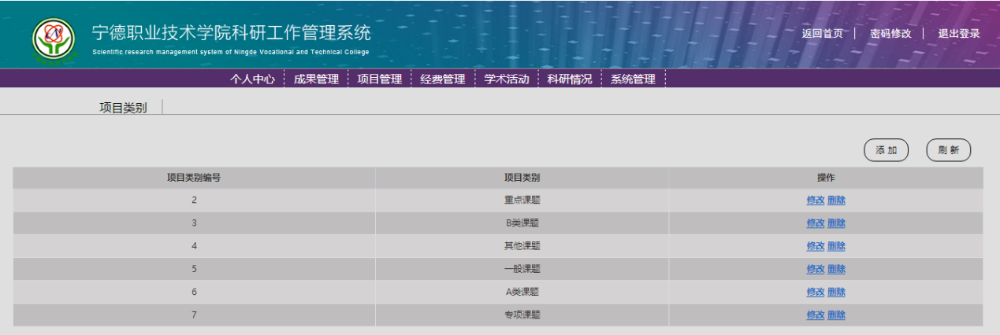 宁德职业技术学院科研工作管理系统
Scientific research management system of Ningde Vocational and Technical College
返回首页 | 密码修改 | 退出登录
个人中心 成果管理 项目管理 经费管理 学术活动 科研情况 系统管理
项目类别
添加 刷新
项目类别编号 项目类别 操作
2 重点课题 修改 删除
3 B类课题 修改 删除
4 其他课题 修改 删除
5 一般课题 修改 删除
6 A类课题 修改 删除
7 专项课题 修改 删除